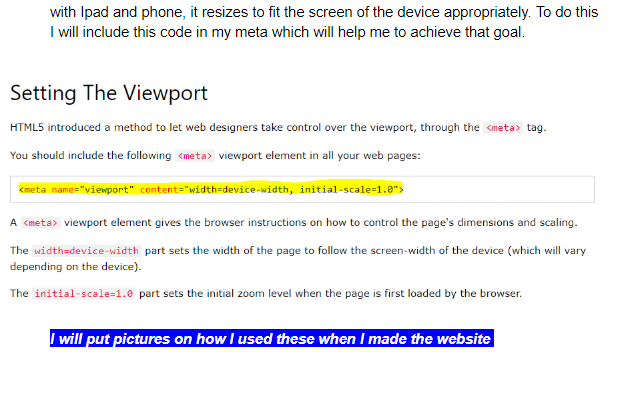 with Ipad and phone, it resizes to fit the screen of the device appropriately. To do this
I will include this code in my meta which will help me to achieve that goal.
Setting The Viewport
HTML5 introduced a method to let web designers take control over the viewport, through the <meta> tag.
You should include the following <meta> viewport element in all your web pages:
<meta name="viewport" content="width=device-width, initial-scale=1.0">
A <meta> viewport element gives the browser instructions on how to control the page's dimensions and scaling.
The width=device-width part sets the width of the page to follow the screen-width of the device (which will vary
depending on the device).
The initial-scale=1.0 part sets the initial zoom level when the page is first loaded by the browser.
I will put pictures on how I used these when I made the website